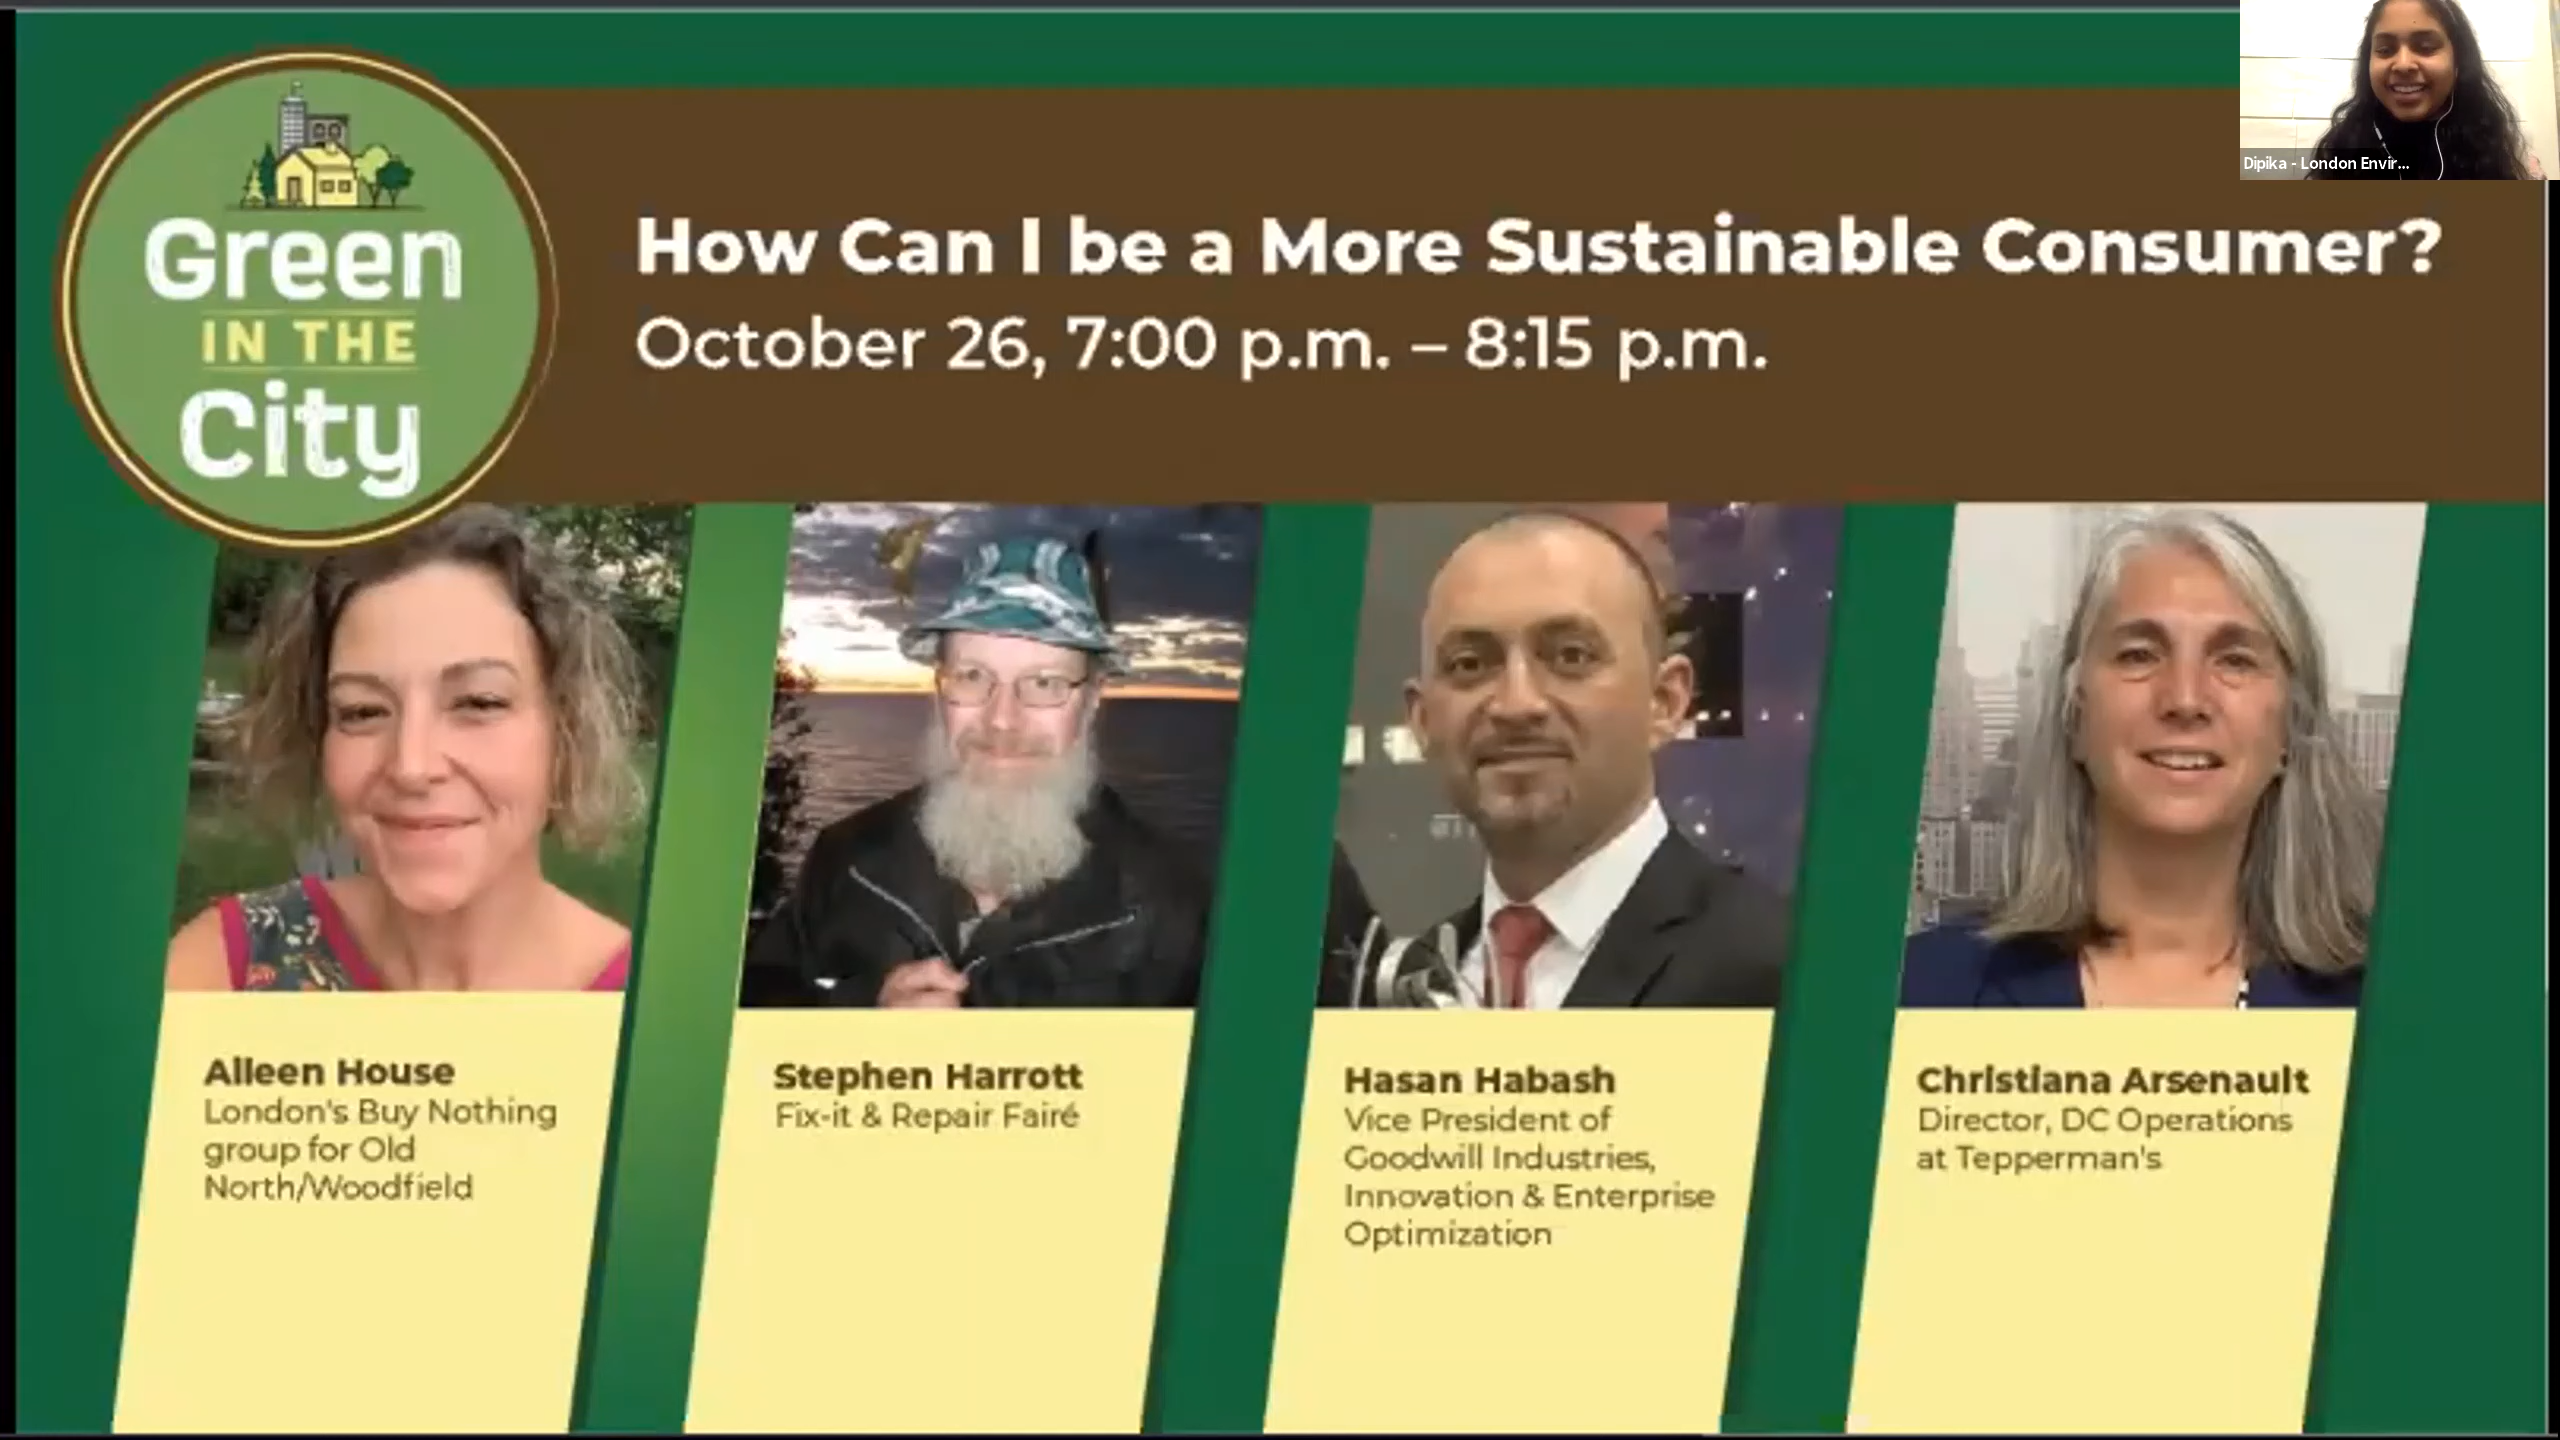 Green
IN THE
City
How Can I be a More Sustainable Consumer?
October 26, 7:00 p.m. – 8:15 p.m.
Dipika - London Envir...
Aileen House
London's Buy Nothing
group for Old
North/Woodfield
Stephen Harrott
Fix-it & Repair Fairé
Hasan Habash
Vice President of
Goodwill Industries,
Innovation & Enterprise
Optimization
Christiana Arsenault
Director, DC Operations
at Tepperman's